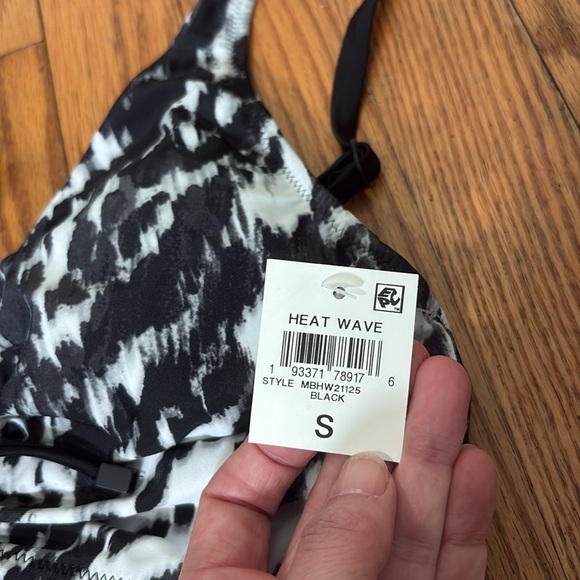 HEAT WAVE
1 93371 78917 6
STYLE MBHW21125
BLACK
S